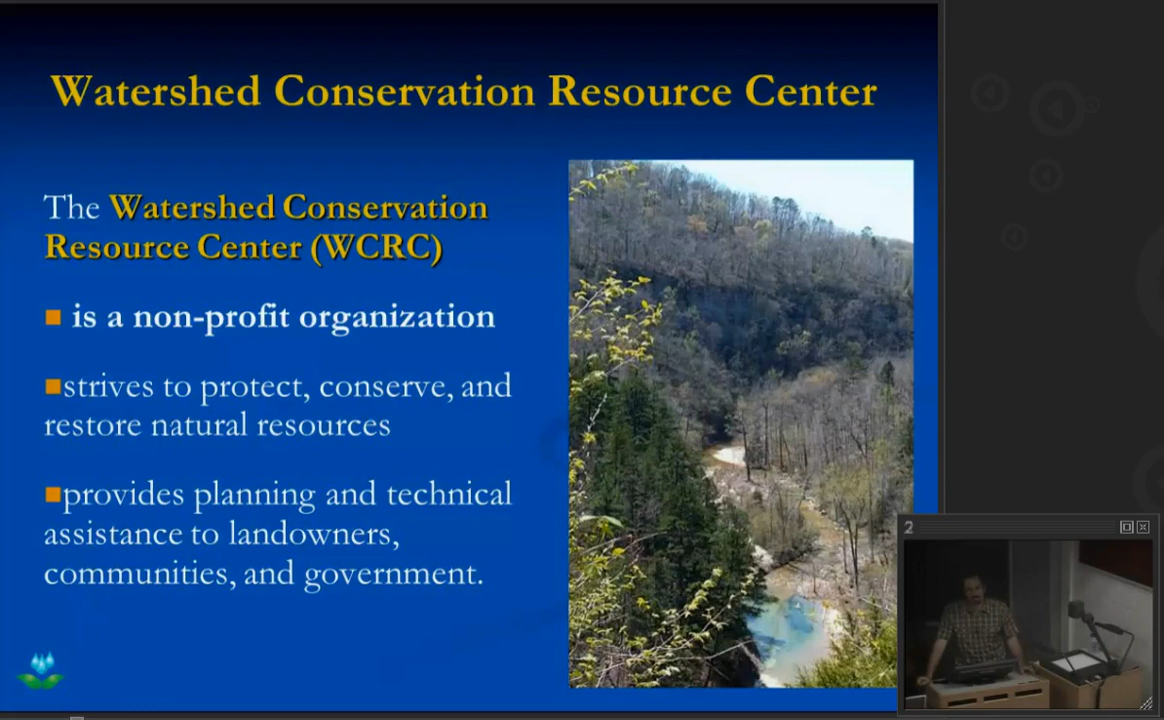 Watershed Conservation Resource Center
The Watershed Conservation
Resource Center (WCRC)
is a non-profit organization
strives to protect, conserve, and
restore natural resources
provides planning and technical
assistance to landowners,
communities, and government.
2